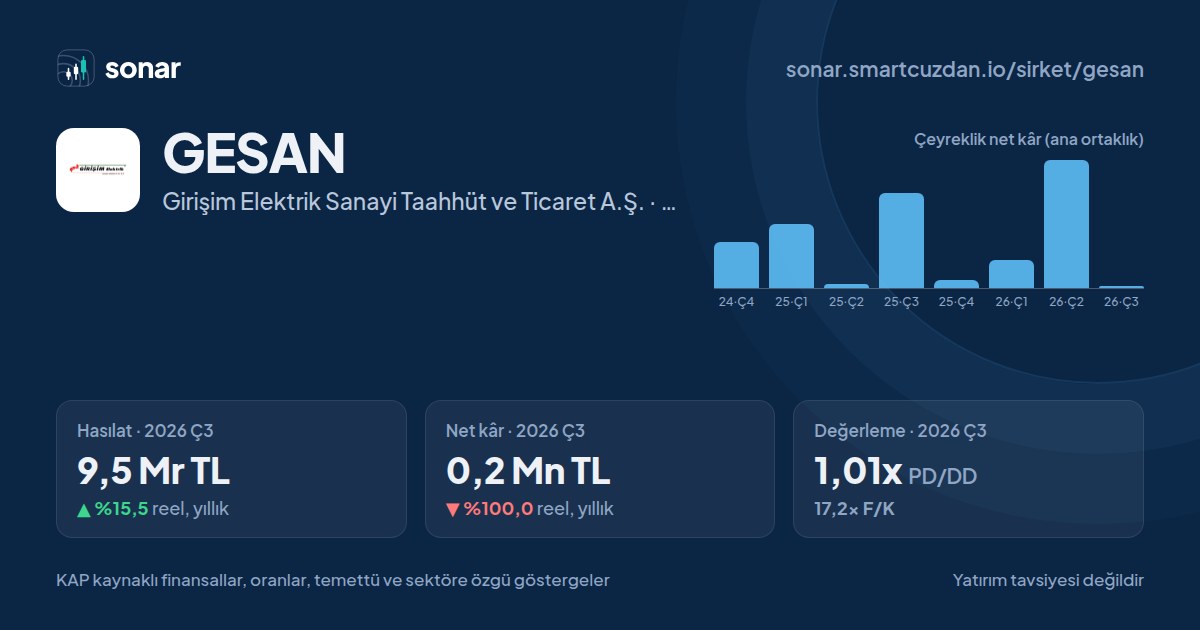 sonar
sonar.smartcuzdan.io/sirket/gesan
GİRİŞİM
GESAN
Girişim Elektrik Sanayi Taahhüt ve Ticaret A.Ş. · ...
Çeyreklik net kâr (ana ortaklık)
24·Ç4 25·Ç1 25·Ç2 25·Ç3 25·Ç4 26·Ç1 26·Ç2 26·Ç3
Hasılat · 2026 Ç3
9,5 Mr TL
▲ %15,5 reel, yıllık
Net kâr · 2026 Ç3
0,2 Mn TL
▼ %100,0 reel, yıllık
Değerleme · 2026 Ç3
1,01x PD/DD
17,2× F/K
KAP kaynaklı finansallar, oranlar, temettü ve sektöre özgü göstergeler
Yatırım tavsiyesi değildir